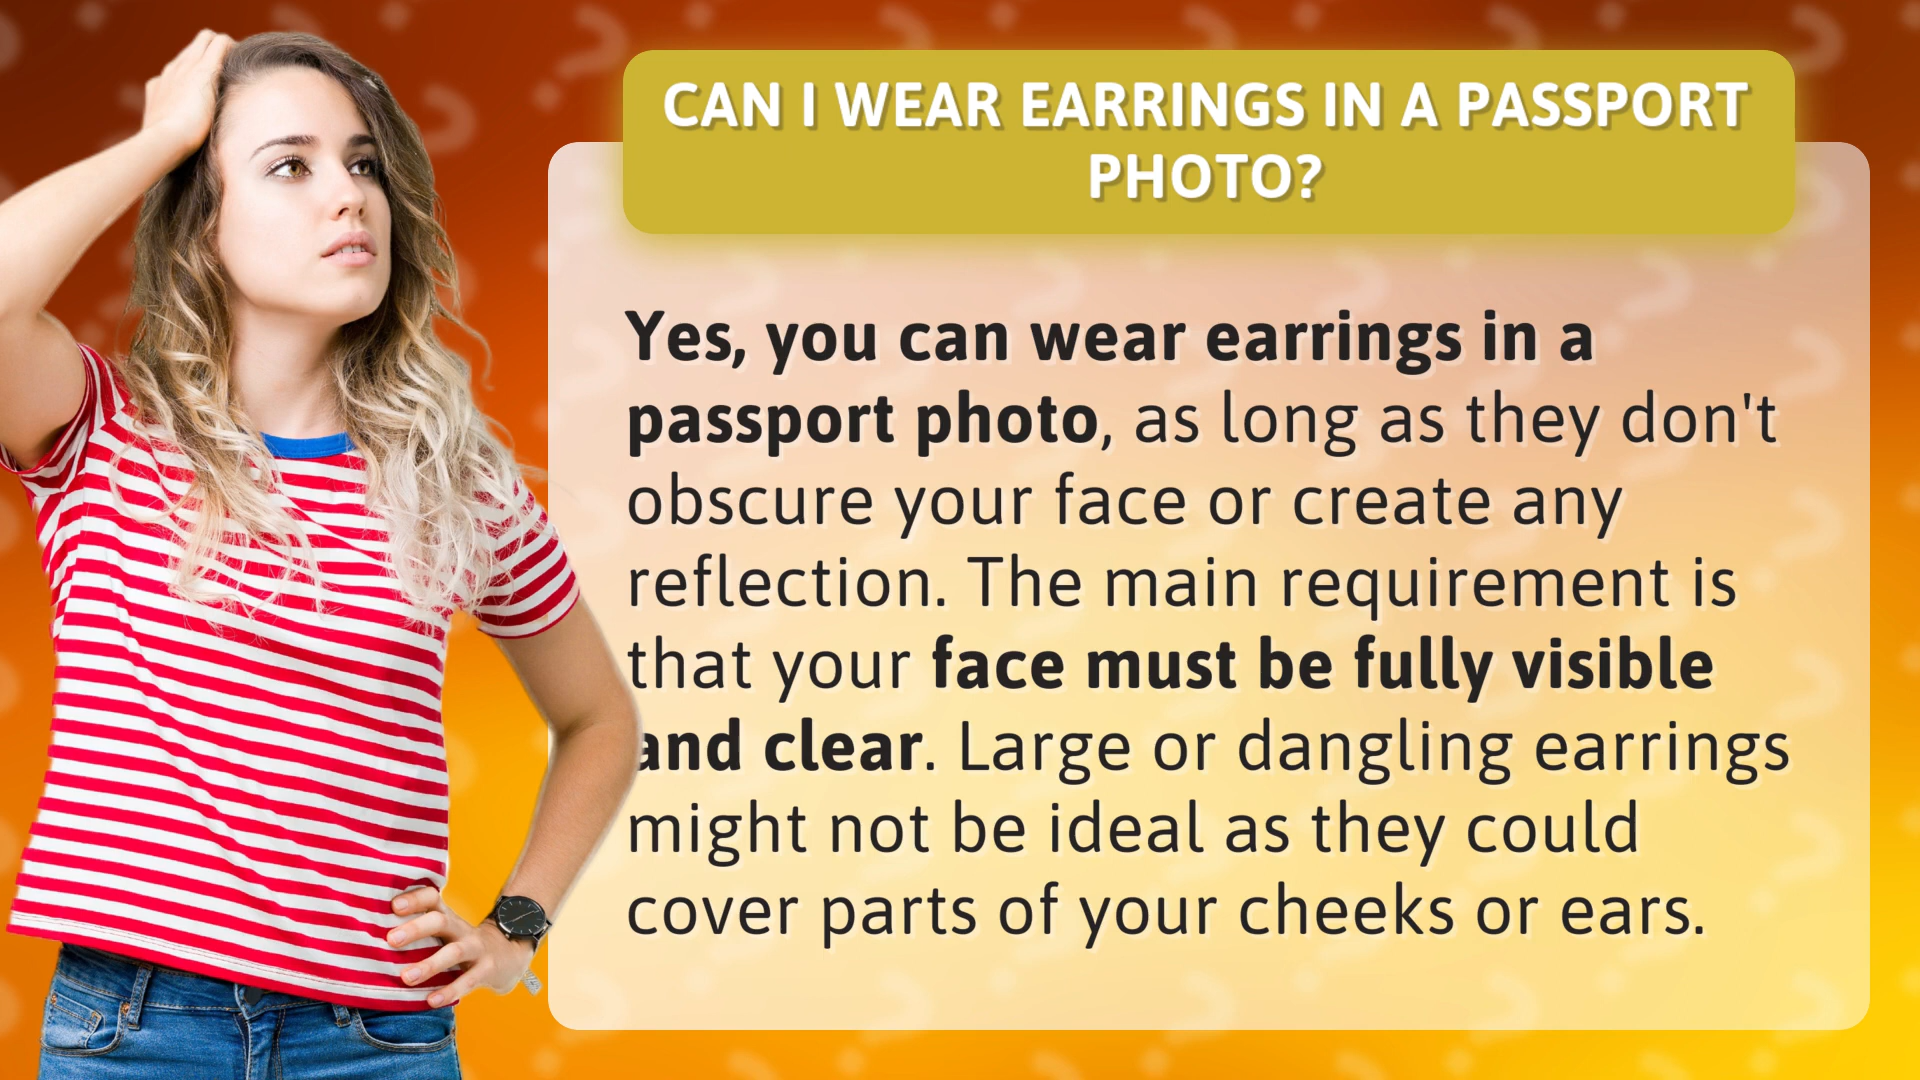 CAN I WEAR EARRINGS IN A PASSPORT
PHOTO?
Yes, you can wear earrings in a
passport photo, as long as they don't
obscure your face or create any
reflection. The main requirement is
that your face must be fully visible
and clear. Large or dangling earrings
might not be ideal as they could
cover parts of your cheeks or ears.